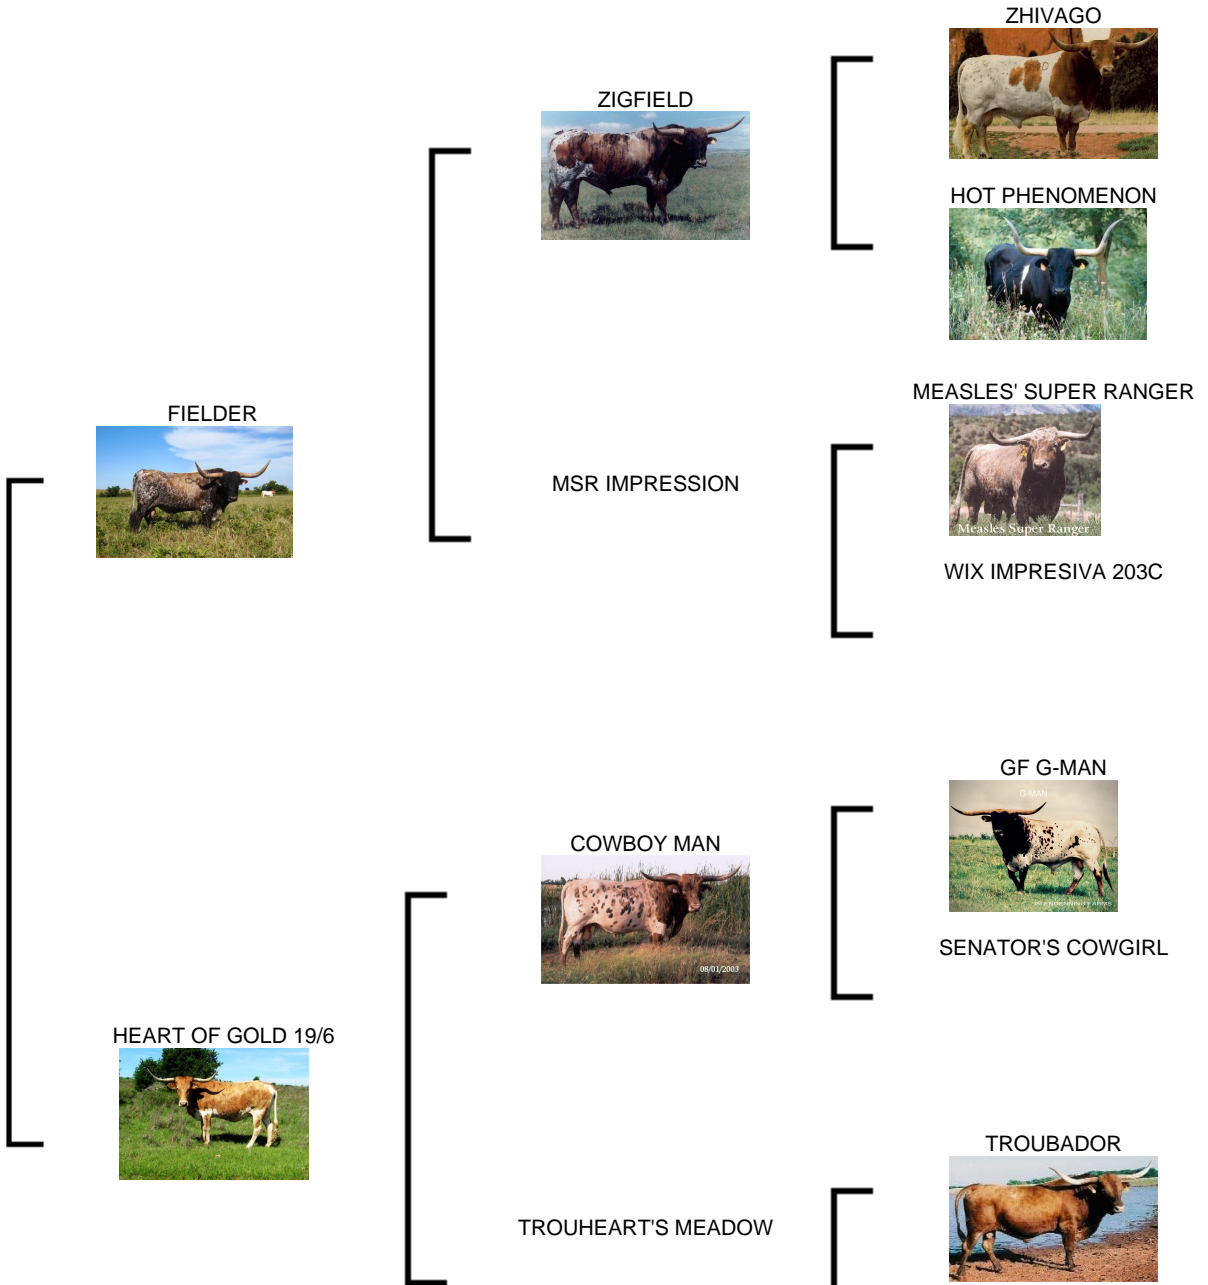 ZHIVAGO
ZIGFIELD
HOT PHENOMENON
MEASLES' SUPER RANGER
FIELDER
MSR IMPRESSION
Measles Super Ranger
WIX IMPRESIVA 203C
GF G-MAN
G-MAN
COWBOY MAN
SENATOR'S COWGIRL
08/01/2003
HEART OF GOLD 19/6
TROUBADOR
TROUHEART'S MEADOW